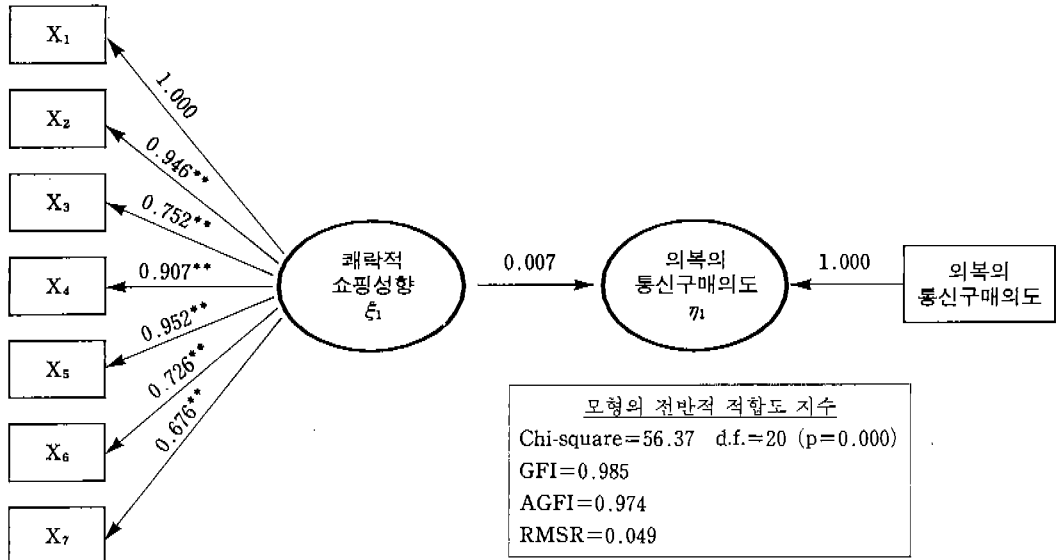 X₁
X₂
X₃
X₄
X₅
X₆
X₇
1.000
0.946**
0.752**
0.907**
0.952**
0.726**
0.676**
쾌락적
쇼핑성향
ξ₁
0.007
의복의
통신구매의도
η₁
1.000
의복의
통신구매의도
모형의 전반적 적합도 지수
Chi-square=56.37 d.f.=20 (p=0.000)
GFI=0.985
AGFI=0.974
RMSR=0.049